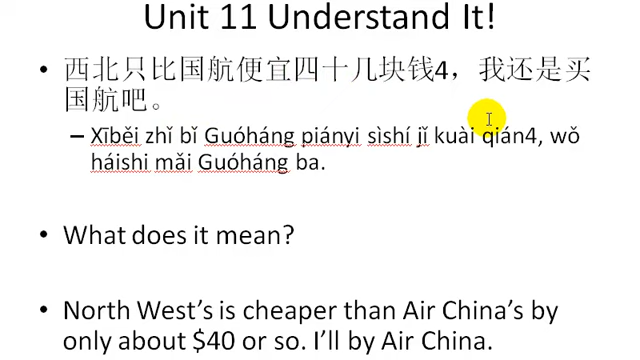 Unit 11 Understand It!
• 西北只比国航便宜四十几块钱4，我还是买
国航吧。
– Xīběi zhǐ bǐ Guóháng piányi sìshí jǐ kuài qián4, wǒ
háishi mǎi Guóháng ba.
• What does it mean?
• North West's is cheaper than Air China's by
only about $40 or so. I'll by Air China.